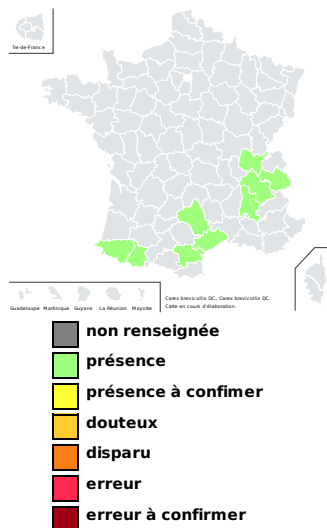 Île-de-France
Guadeloupe Martinique Guyane La Réunion Mayotte
Carex brevicollis DC., Carex brevicollis DC.
Carte en cours d'élaboration.
non renseignée
présence
présence à confimer
douteux
disparu
erreur
erreur à confirmer